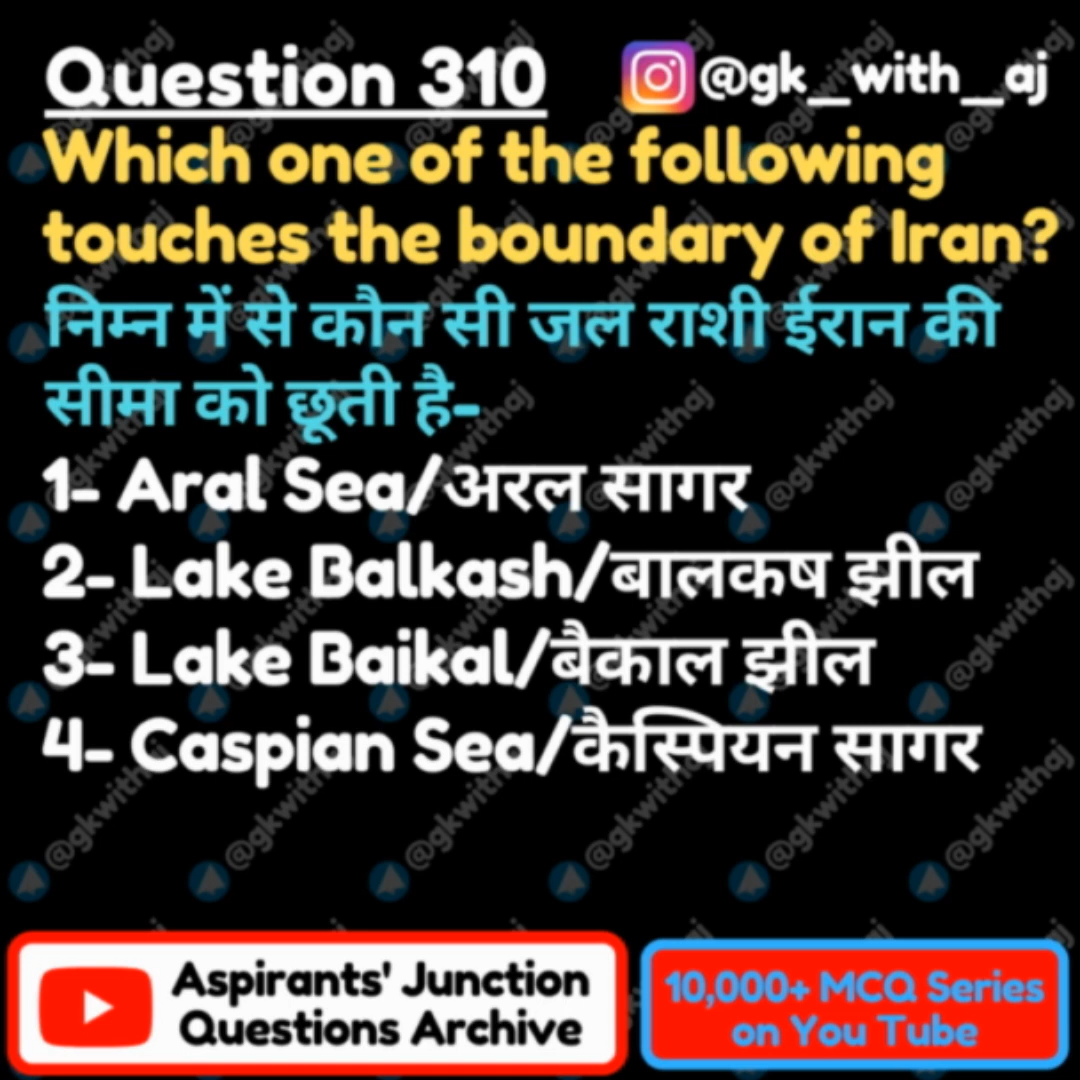 Question 310 @gk_with_aj
Which one of the following
touches the boundary of Iran?
निम्न में से कौन सी जल राशी ईरान की
सीमा को छूती है-
1- Aral Sea/अरल सागर
2- Lake Balkash/बालकष झील
3- Lake Baikal/बैकाल झील
4- Caspian Sea/कैस्पियन सागर
@gkwithaj
Aspirants' Junction
Questions Archive
10,000+ MCQ Series
on You Tube